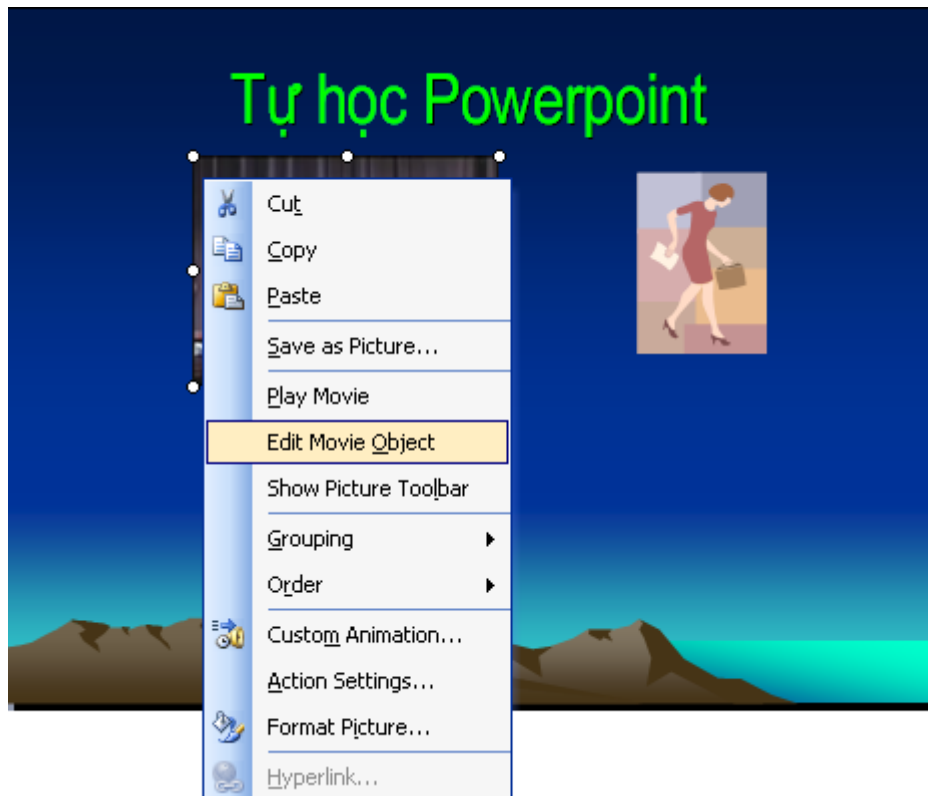 Tự học Powerpoint
Cut
Copy
Paste
Save as Picture...
Play Movie
Edit Movie Object
Show Picture Toolbar
Grouping
Order
Custom Animation...
Action Settings...
Format Picture...
Hyperlink...